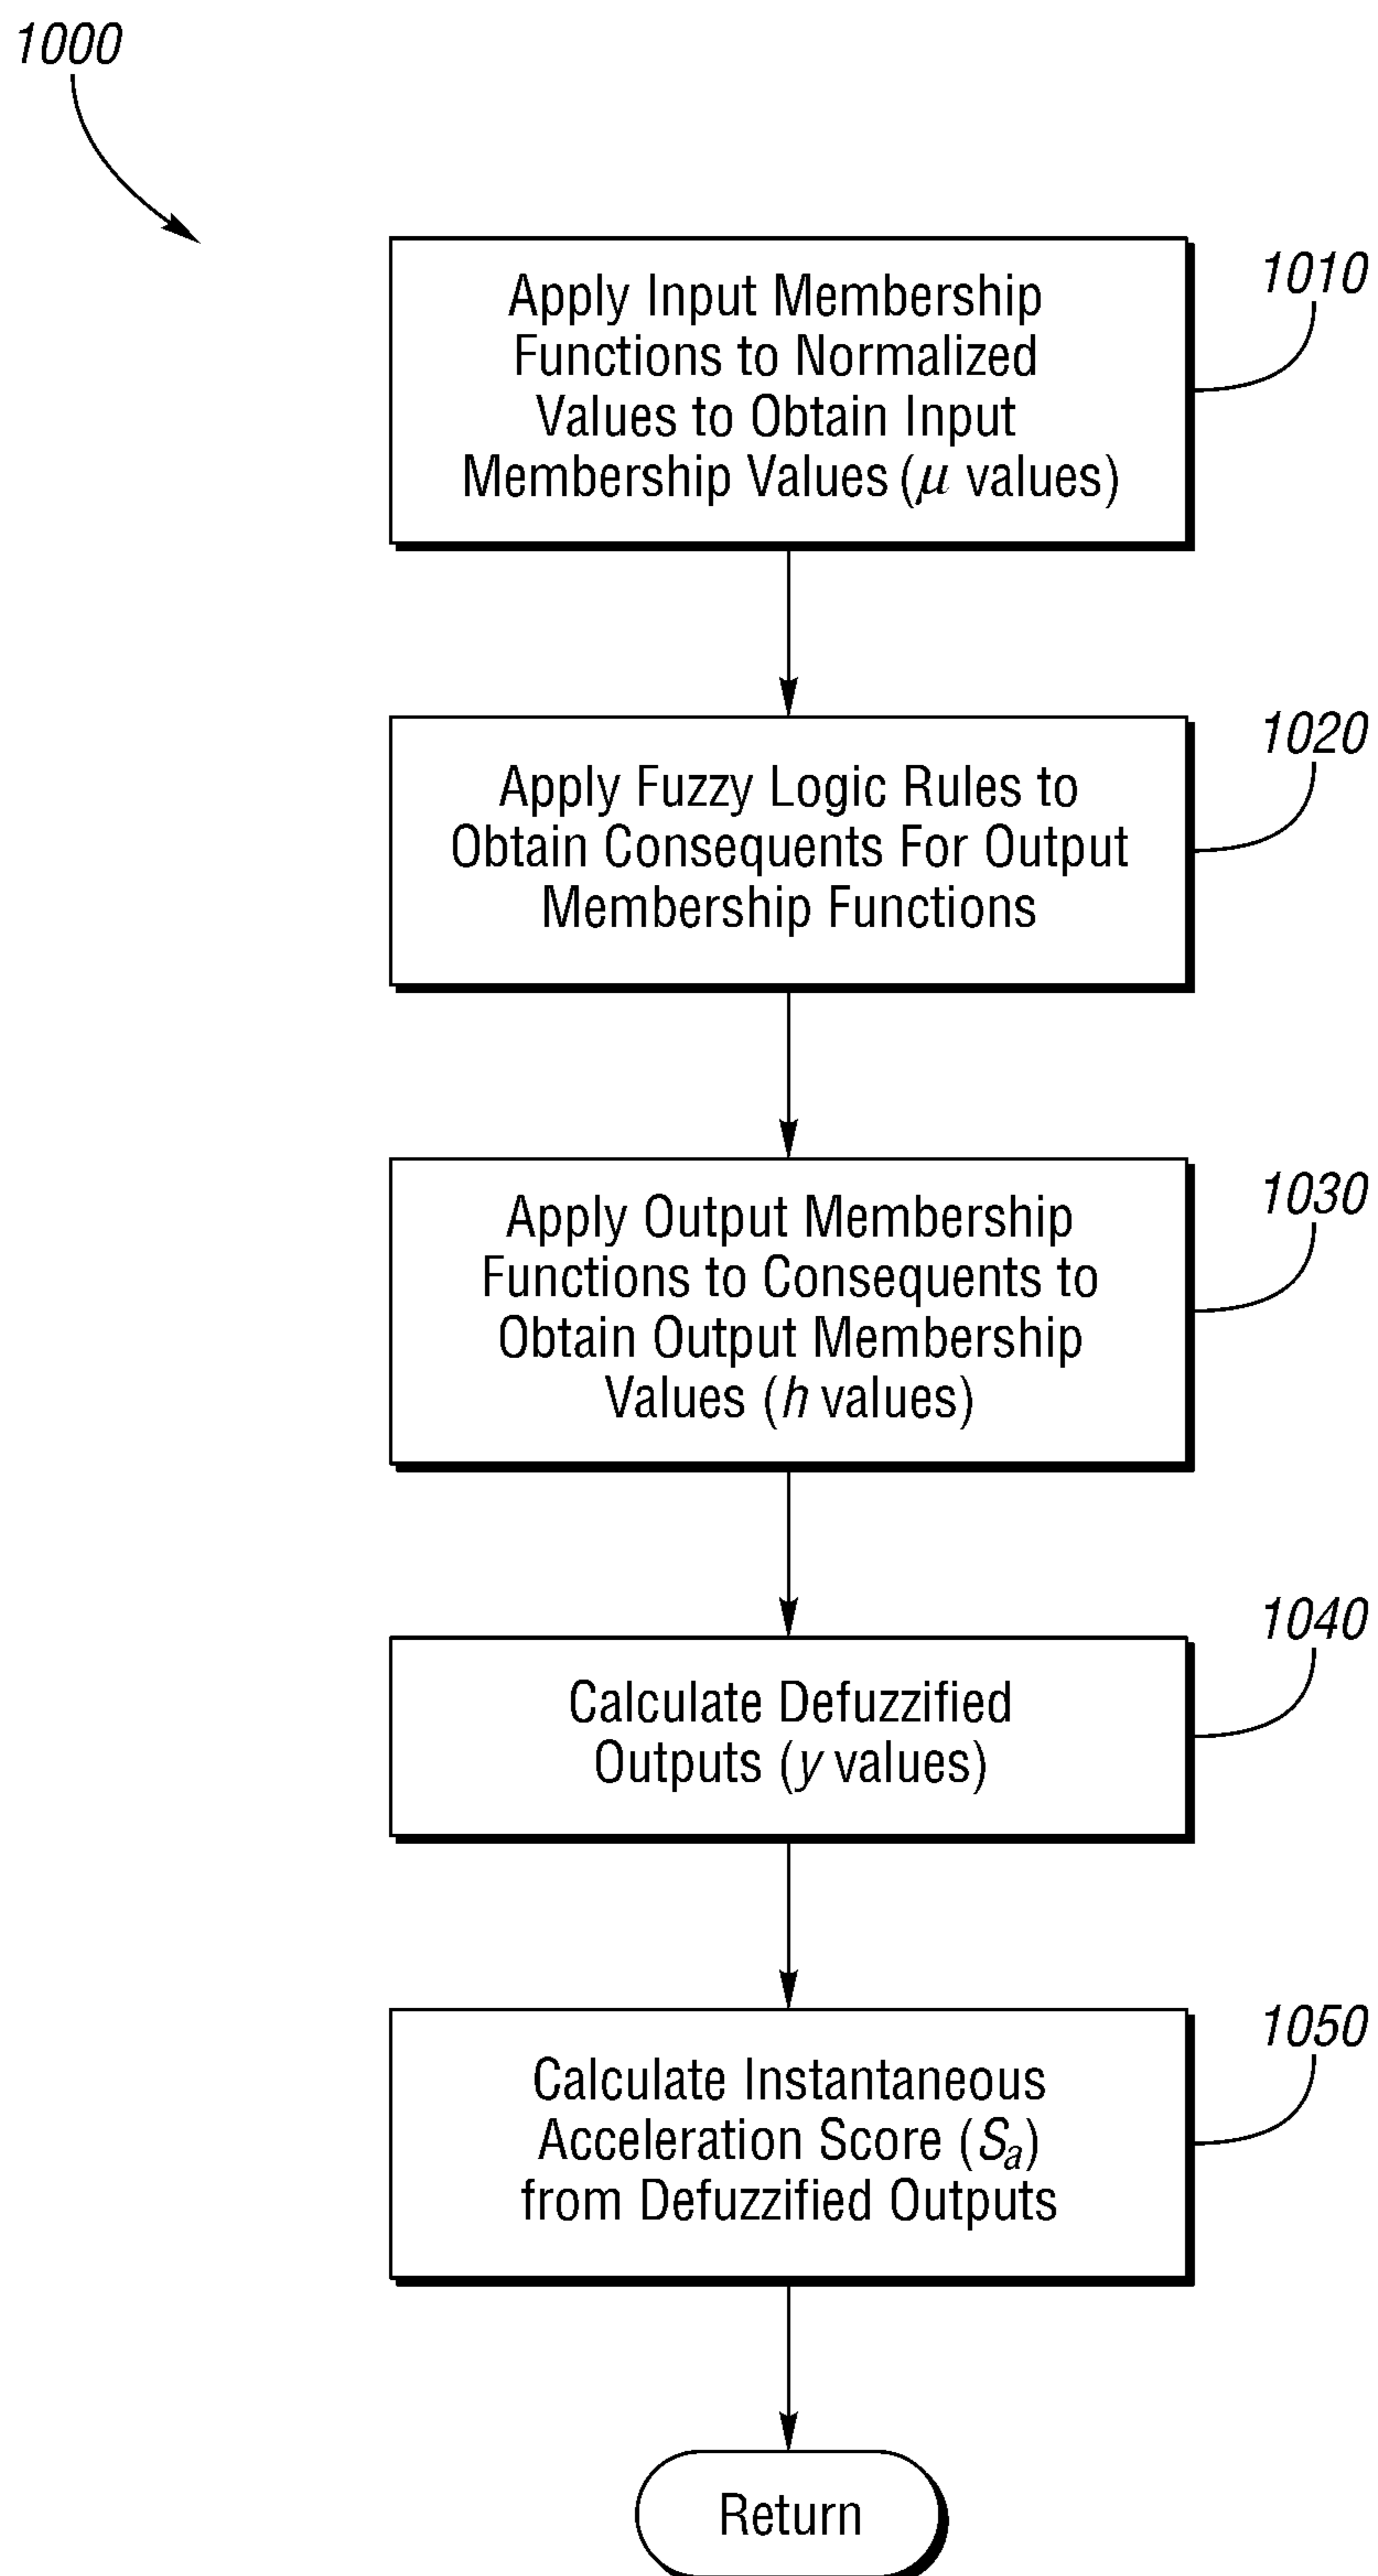 1000
Apply Input Membership
Functions to Normalized
Values to Obtain Input
Membership Values (μ values)
1010
Apply Fuzzy Logic Rules to
Obtain Consequents For Output
Membership Functions
1020
Apply Output Membership
Functions to Consequents to
Obtain Output Membership
Values (h values)
1030
Calculate Defuzzified
Outputs (y values)
1040
Calculate Instantaneous
Acceleration Score (Sa)
from Defuzzified Outputs
1050
Return